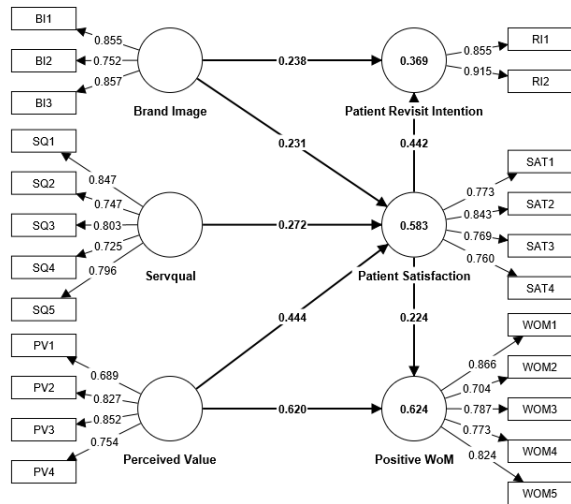 BI1
0.855
BI2
0.752
BI3
0.857
Brand Image
0.238
0.369
Patient Revisit Intention
0.855
RI1
0.915
RI2
0.231
0.442
SQ1
0.847
SQ2
0.747
SQ3
0.803
SQ4
0.725
SQ5
0.796
Servqual
0.272
0.583
Patient Satisfaction
SAT1
0.773
SAT2
0.843
SAT3
0.769
SAT4
0.760
0.444
0.224
PV1
0.689
PV2
0.827
PV3
0.852
PV4
0.754
Perceived Value
0.620
0.624
Positive WoM
WOM1
0.866
WOM2
0.704
WOM3
0.787
WOM4
0.773
WOM5
0.824